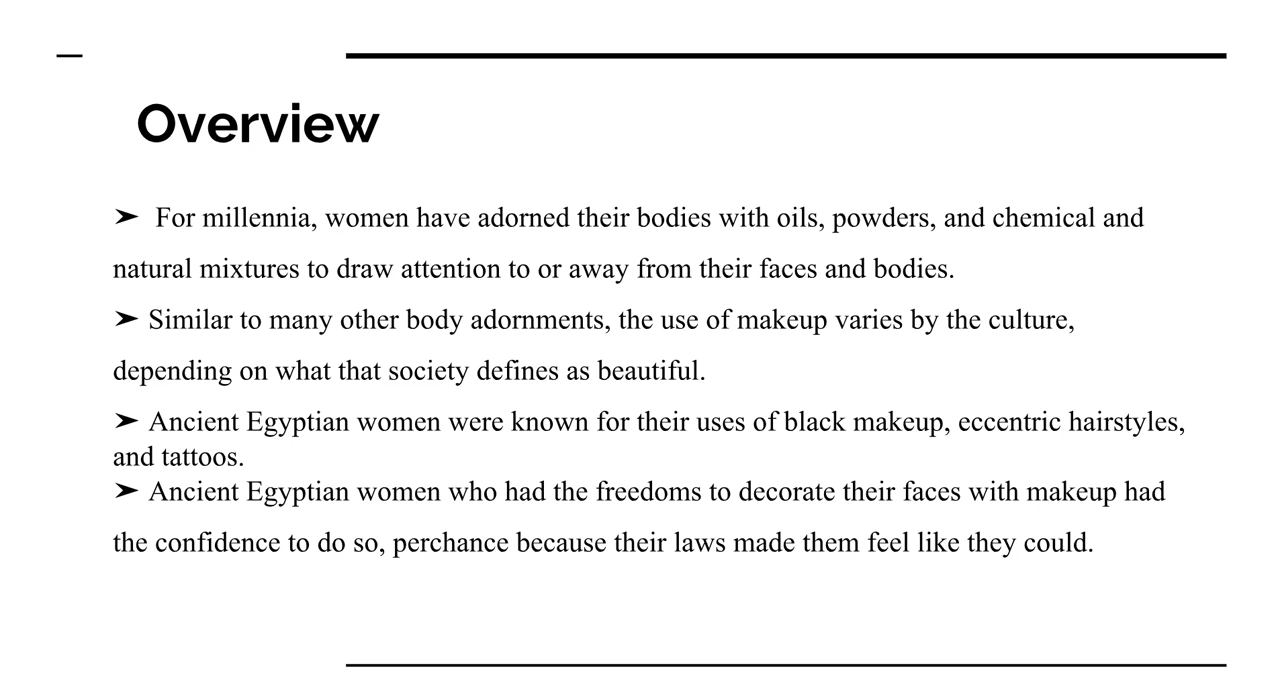 Overview
➤ For millennia, women have adorned their bodies with oils, powders, and chemical and
natural mixtures to draw attention to or away from their faces and bodies.
➤ Similar to many other body adornments, the use of makeup varies by the culture,
depending on what that society defines as beautiful.
➤ Ancient Egyptian women were known for their uses of black makeup, eccentric hairstyles,
and tattoos.
➤ Ancient Egyptian women who had the freedoms to decorate their faces with makeup had
the confidence to do so, perchance because their laws made them feel like they could.